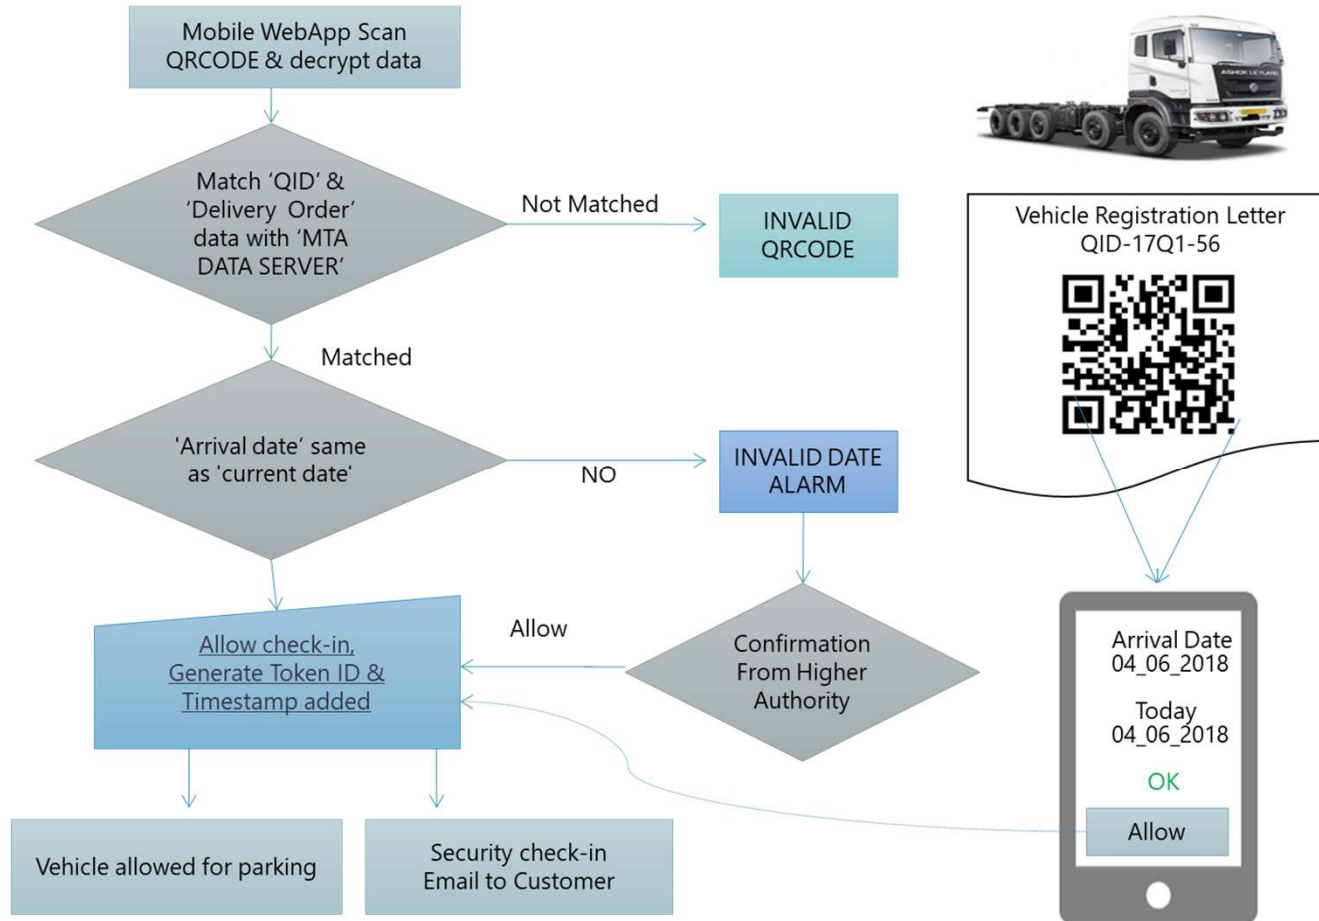 Mobile WebApp Scan
QRCODE & decrypt data
Match ‘QID’ &
‘Delivery Order’
data with ‘MTA
DATA SERVER’
Not Matched
INVALID
QRCODE
Matched
'Arrival date‘ same
as 'current date'
NO
INVALID DATE
ALARM
Confirmation
From Higher
Authority
Allow
Allow check-in,
Generate Token ID &
Timestamp added
Vehicle allowed for parking
Security check-in
Email to Customer
ASHOK LEYLAND
Vehicle Registration Letter
QID-17Q1-56
Arrival Date
04_06_2018
Today
04_06_2018
OK
Allow